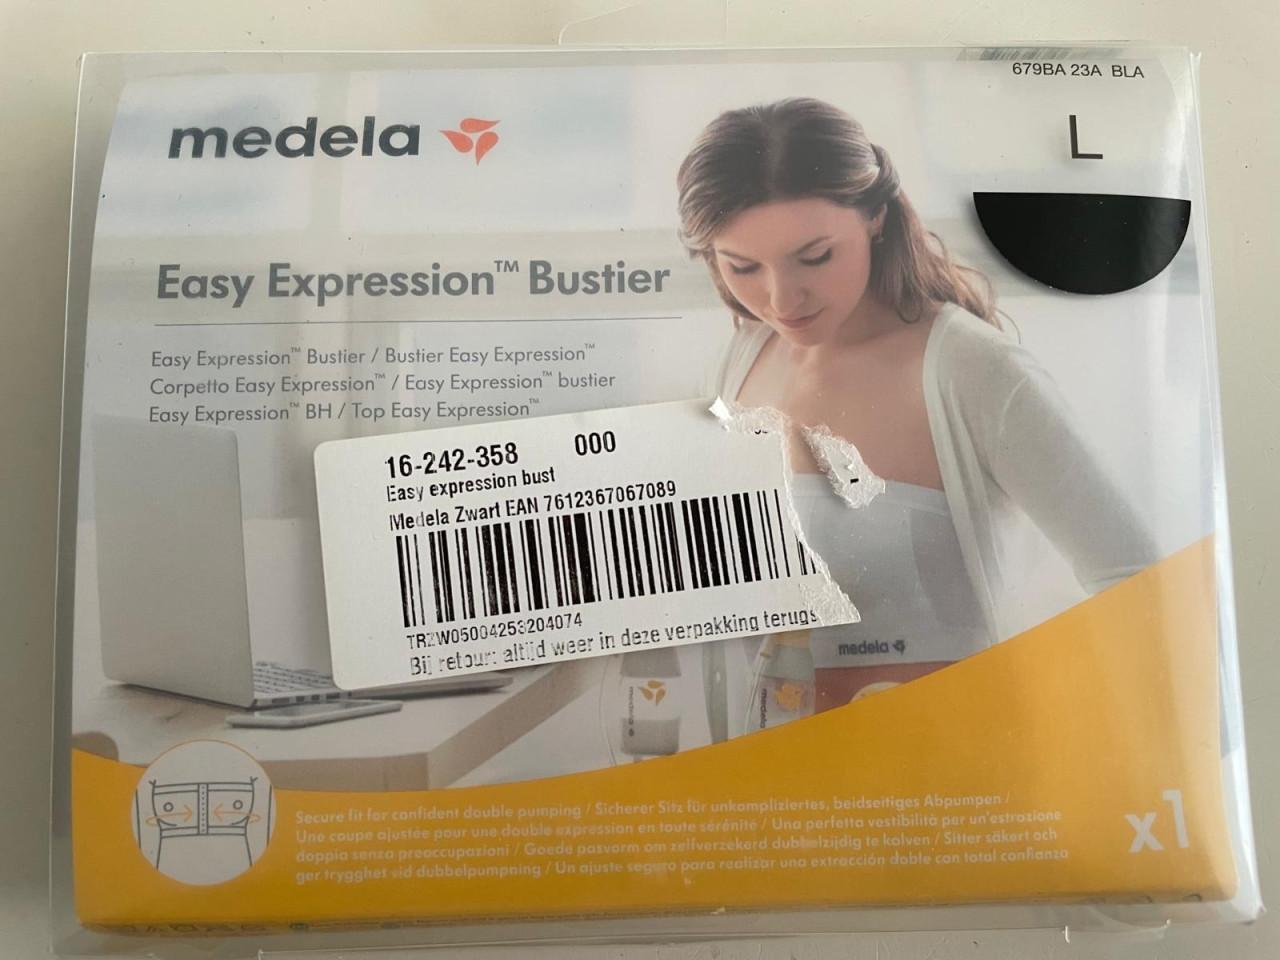 679BA 23A BLA
L
medela
Easy Expression™ Bustier
Easy Expression™ Bustier / Bustier Easy Expression™
Corpetto Easy Expression™ / Easy Expression™ bustier
Easy Expression™ BH / Top Easy Expression™
16-242-358 000
Easy expression bust
Medela Zwart EAN 7612367067089
TRZW05004253204074
Bij retour: altijd weer in deze verpakking terugs
medela
medela
medela
Secure fit for confident double pumping / Sicherer Sitz für unkompliziertes, beidseitiges Abpumpen /
Une coupe ajustée pour une double expression en toute sérénité / Una perfetta vestibilità per un'estrazione
doppia senza preoccupazioni / Goede pasvorm om zelfverzekerd dubbelzijdig te kolven / Sitter säkert och
ger trygghet vid dubbelpumpning / Un ajuste seguro para realizar una extracción doble con total confianza
x1